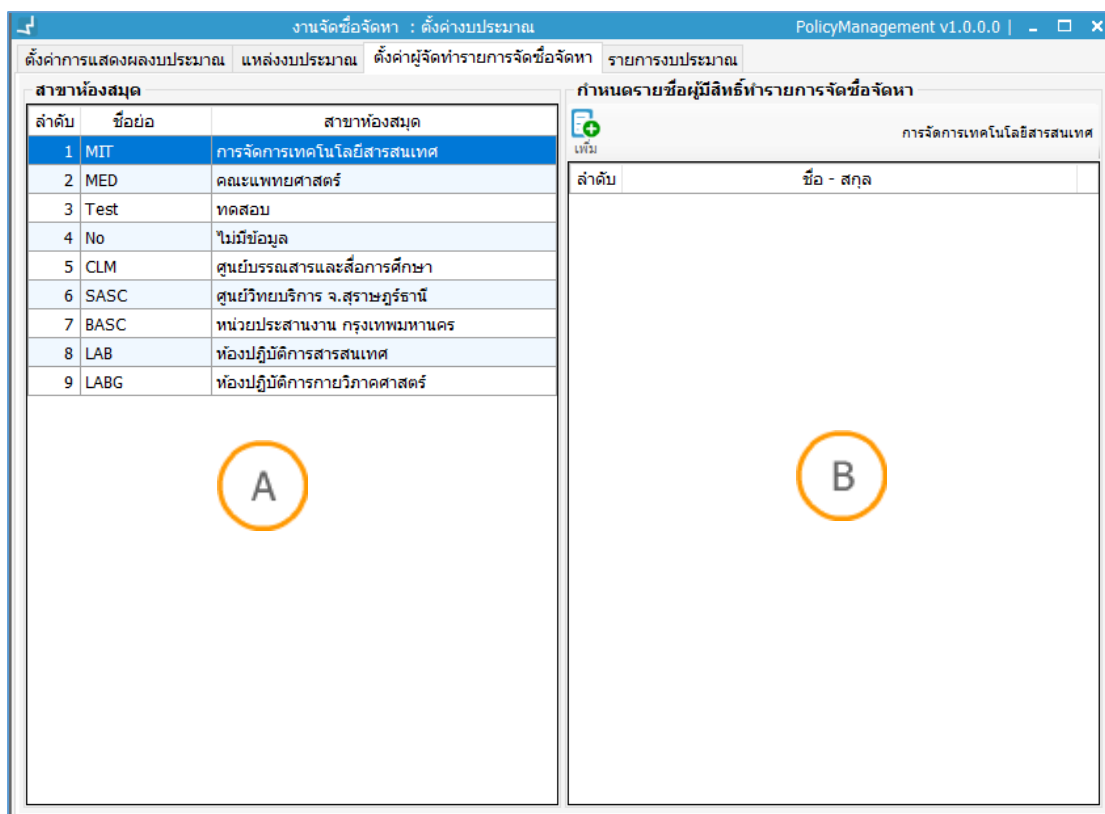 งานจัดซื้อจัดหา : ตั้งค่างบประมาณ PolicyManagement v1.0.0.0 |
ตั้งค่าการแสดงผลงบประมาณ แหล่งงบประมาณ ตั้งค่าผู้จัดทำรายการจัดซื้อจัดหา รายการงบประมาณ
สาขาห้องสมุด
ลำดับ ชื่อย่อ สาขาห้องสมุด
1 MIT การจัดการเทคโนโลยีสารสนเทศ
2 MED คณะแพทยศาสตร์
3 Test ทดสอบ
4 No ไม่มีข้อมูล
5 CLM ศูนย์บรรณสารและสื่อการศึกษา
6 SASC ศูนย์วิทยบริการ จ.สุราษฎร์ธานี
7 BASC หน่วยประสานงาน กรุงเทพมหานคร
8 LAB ห้องปฏิบัติการสารสนเทศ
9 LABG ห้องปฏิบัติการกายวิภาคศาสตร์
A
กำหนดรายชื่อผู้มีสิทธิ์ทำรายการจัดซื้อจัดหา
เพิ่ม
การจัดการเทคโนโลยีสารสนเทศ
ลำดับ ชื่อ - สกุล
B